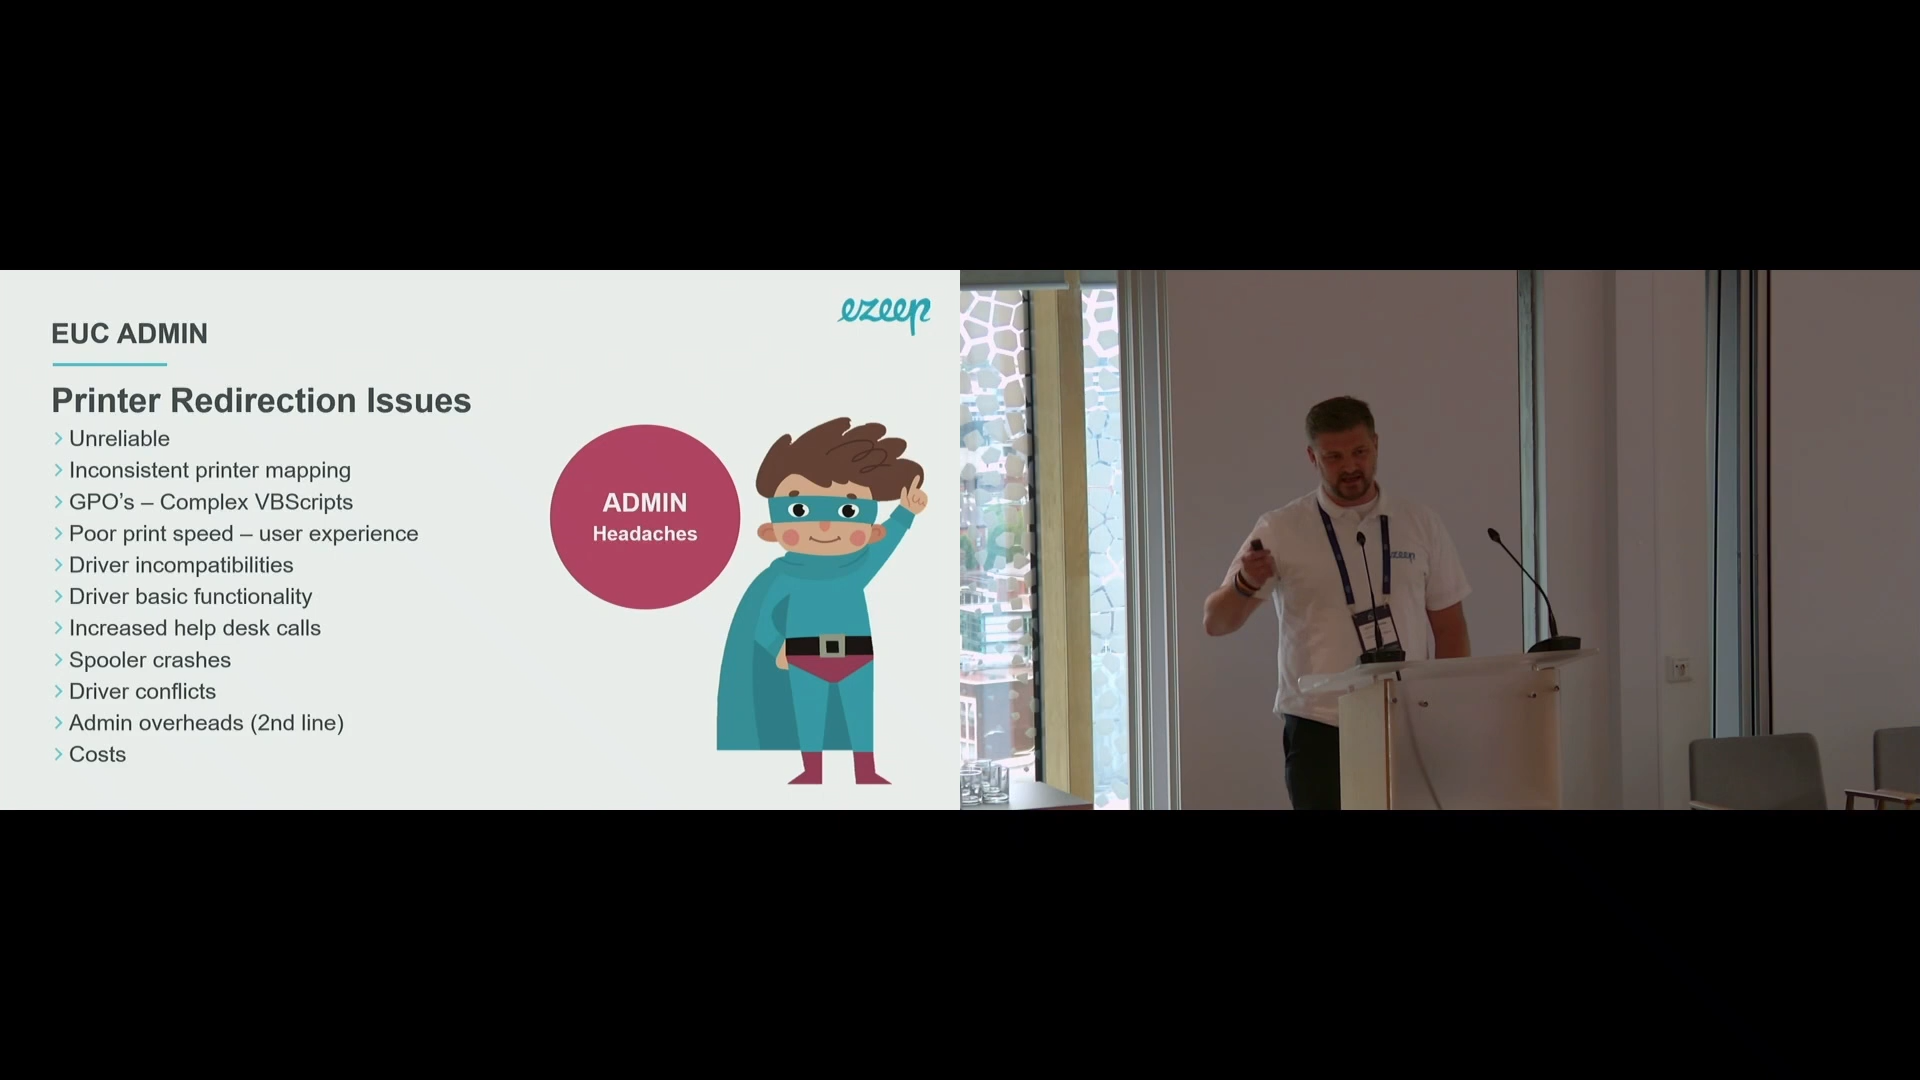 ezeep
EUC ADMIN
Printer Redirection Issues
Unreliable
Inconsistent printer mapping
GPO’s – Complex VBScripts
Poor print speed – user experience
Driver incompatibilities
Driver basic functionality
Increased help desk calls
Spooler crashes
Driver conflicts
Admin overheads (2nd line)
Costs
ADMIN
Headaches
ezeep